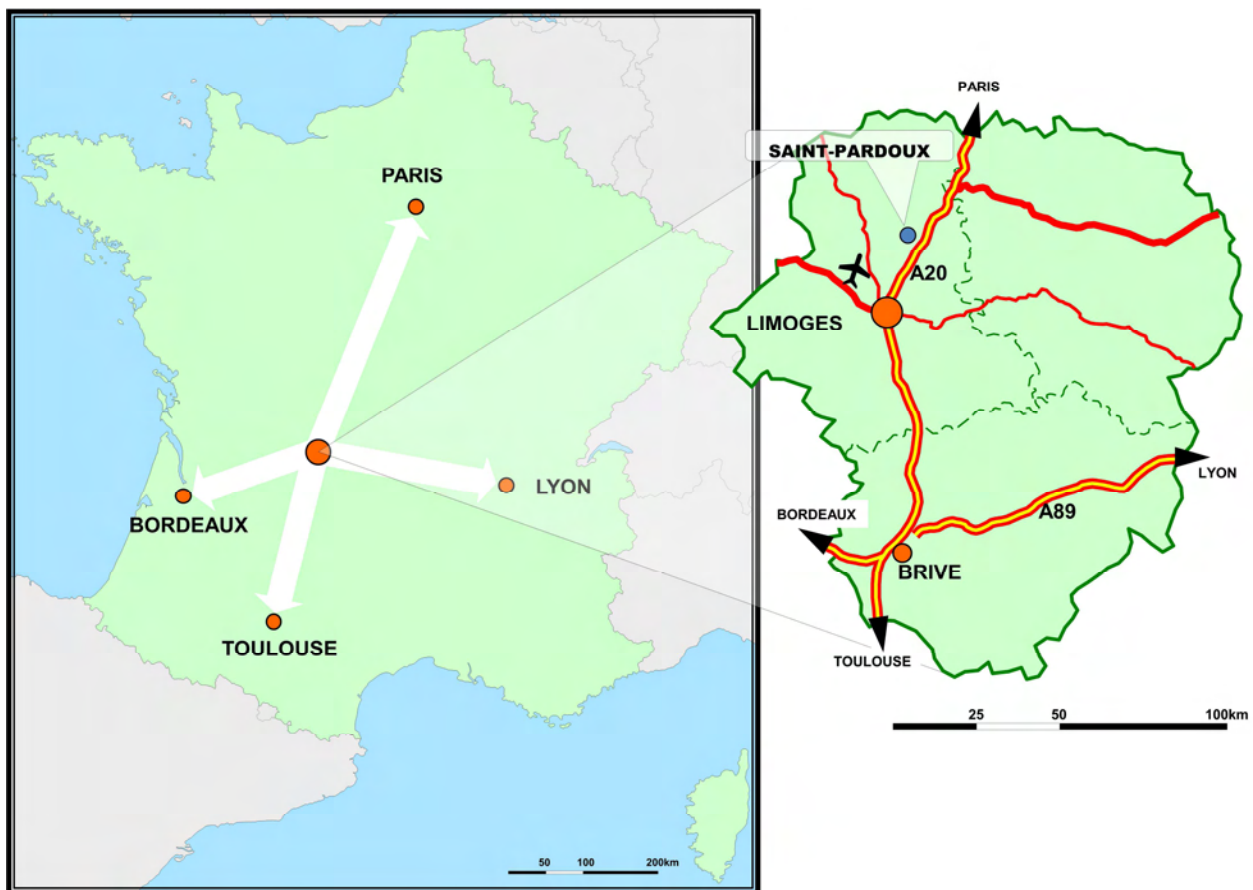 PARIS
LYON
BORDEAUX
TOULOUSE
50 100 200km
PARIS
SAINT-PARDOUX
A20
LIMOGES
LYON
BORDEAUX
A89
BRIVE
TOULOUSE
25 50 100km